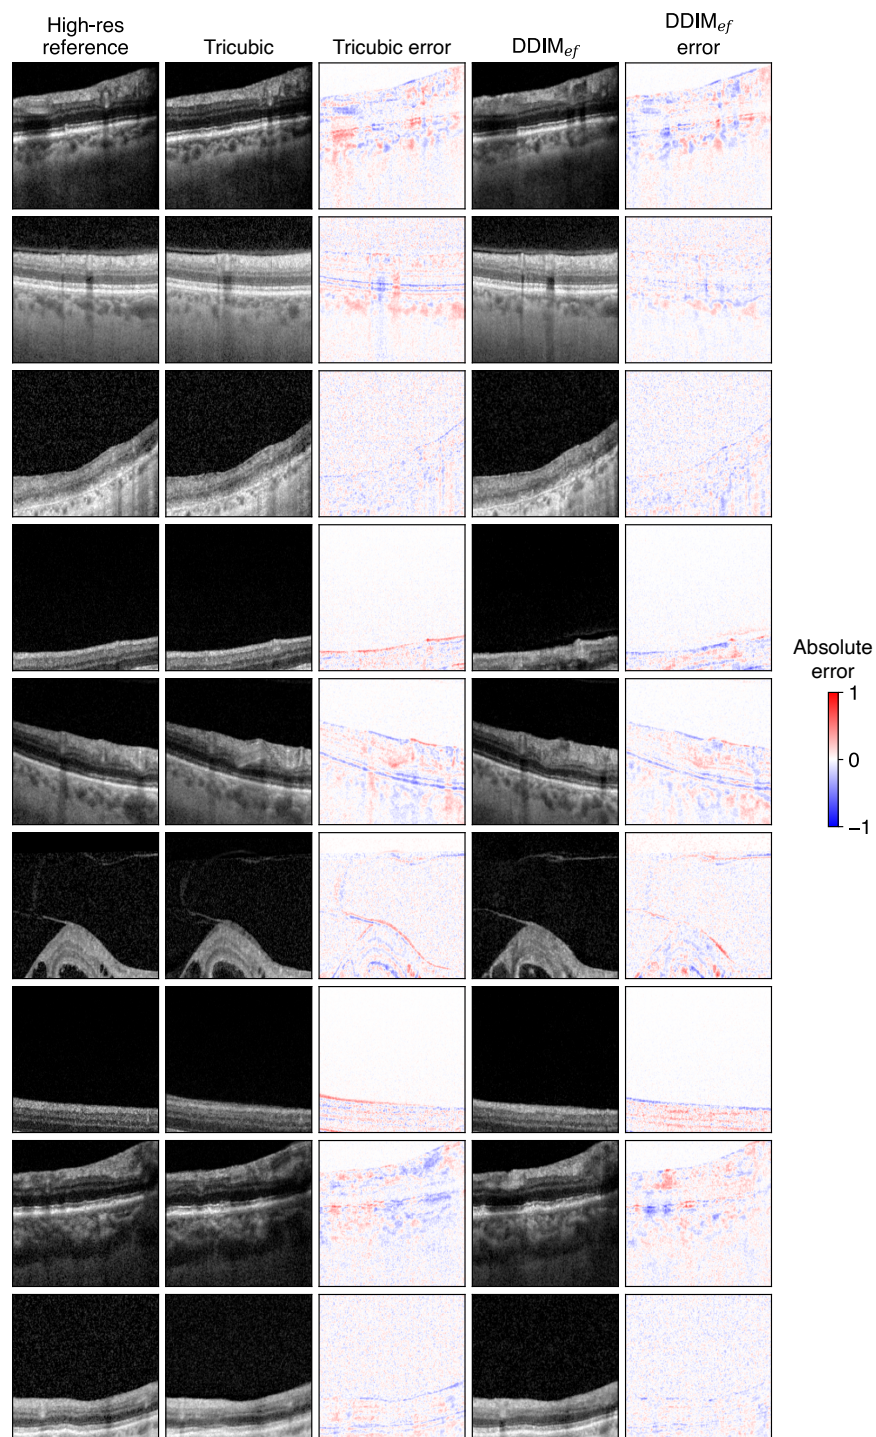 High-res
reference
Tricubic
Tricubic error
DDIMef
DDIMef
error
Absolute
error
1
0
−1